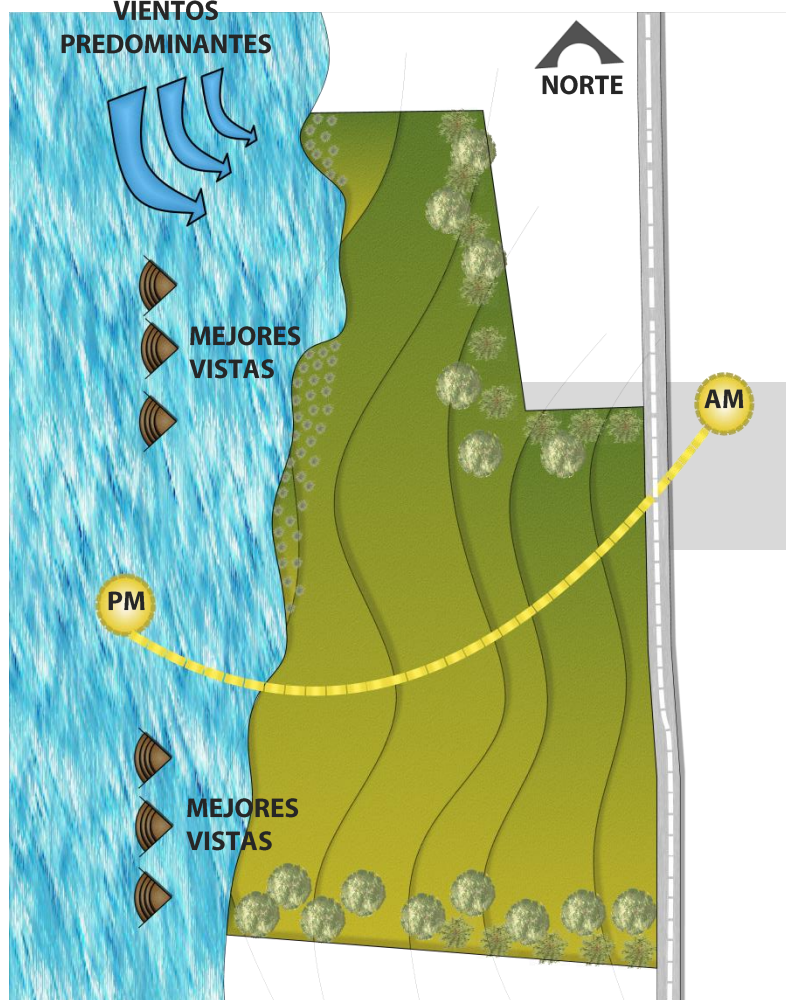 VIENTOS
PREDOMINANTES
NORTE
MEJORES
VISTAS
AM
PM
MEJORES
VISTAS